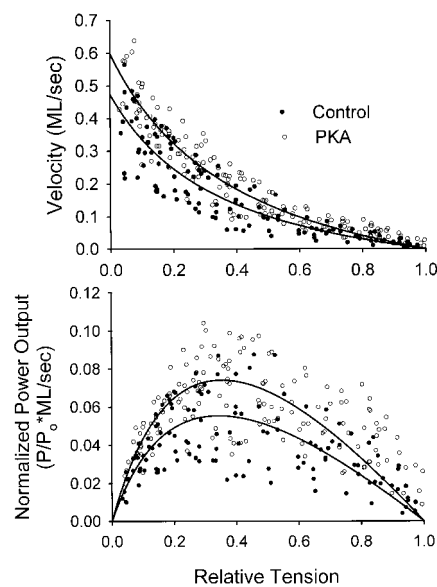 0.7
0.6
0.5
0.4
0.3
0.2
0.1
0.0
Velocity (ML/sec)
Control
PKA
0.0 0.2 0.4 0.6 0.8 1.0
0.12
0.10
0.08
0.06
0.04
0.02
0.00
Normalized Power Output
(P/Po*ML/sec)
0.0 0.2 0.4 0.6 0.8 1.0
Relative Tension